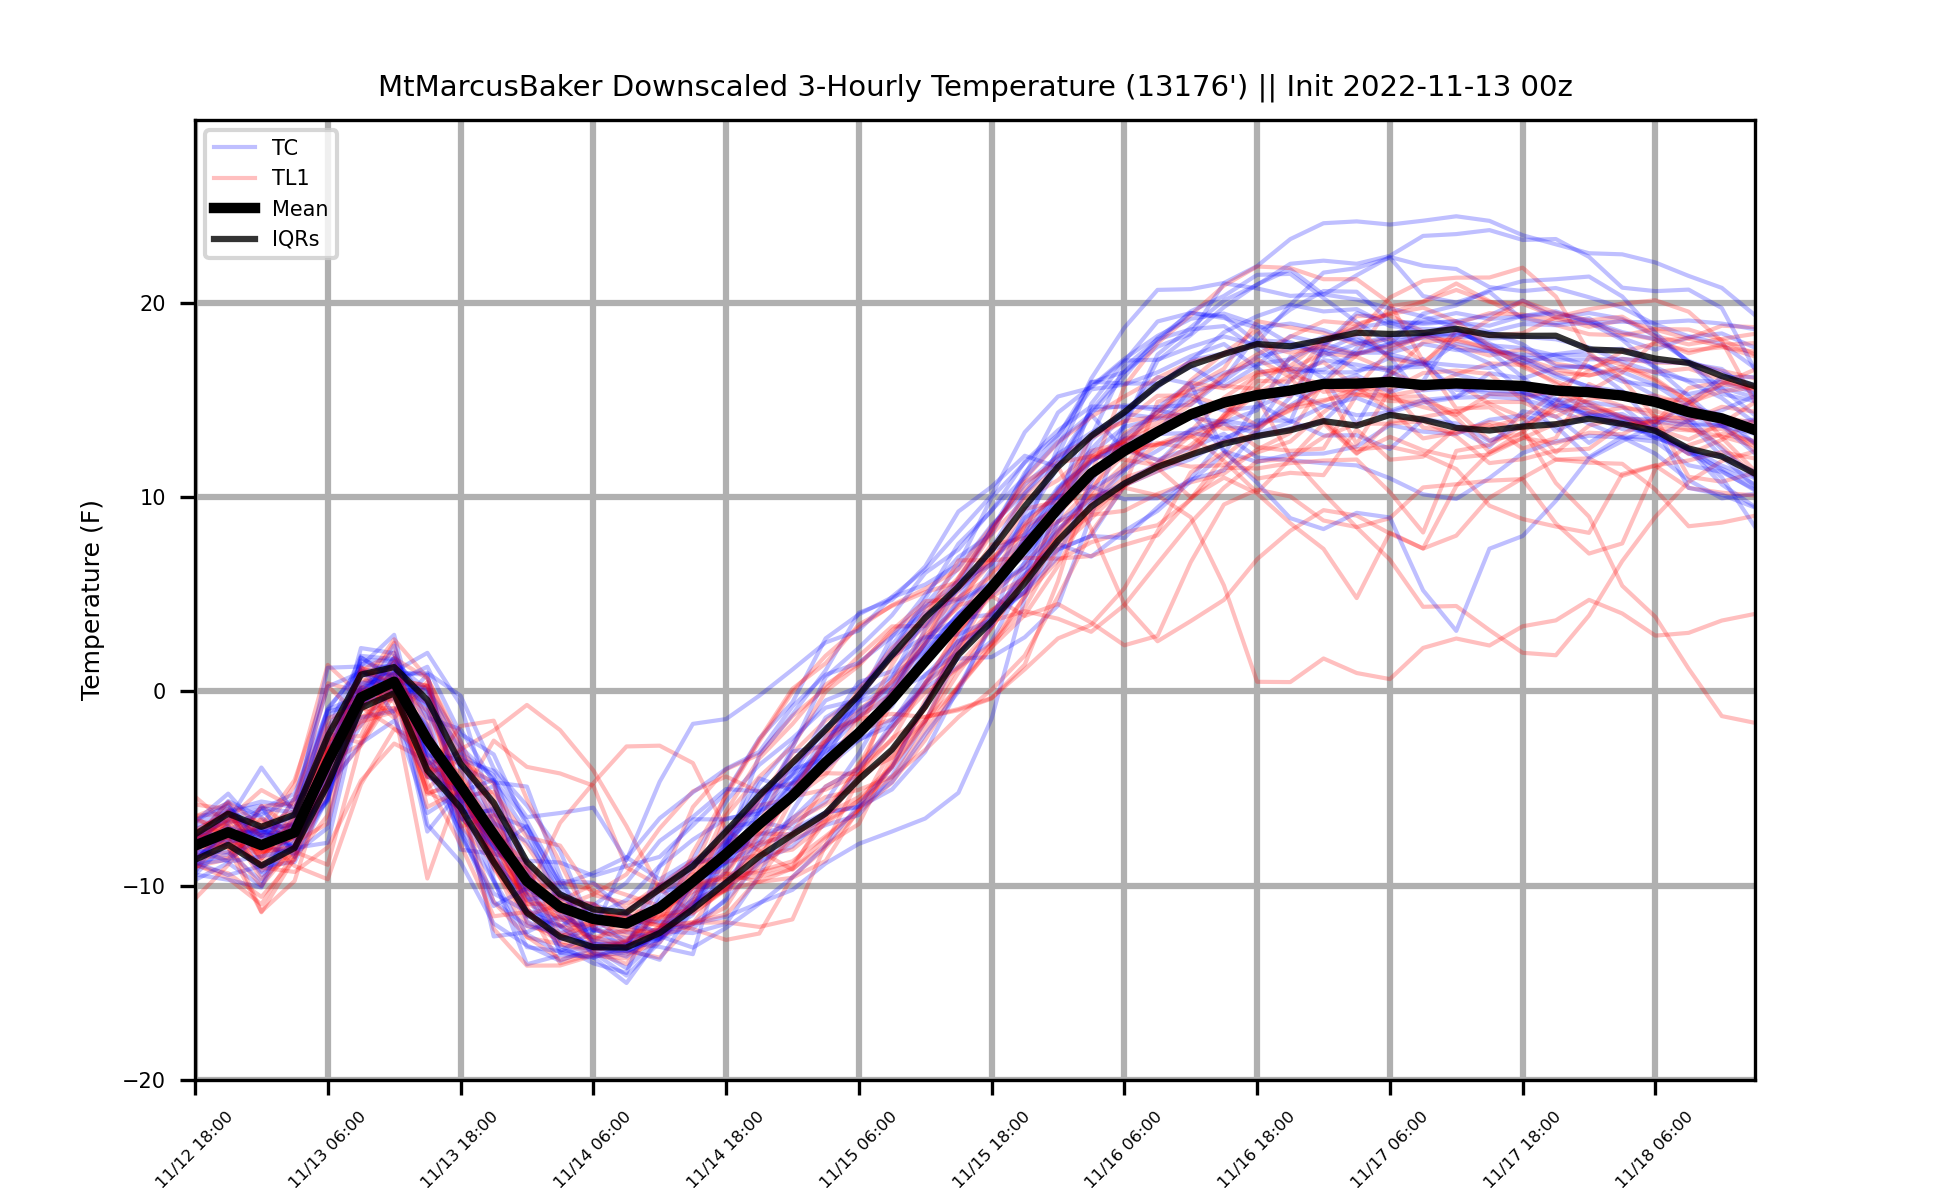 MtMarcusBaker Downscaled 3-Hourly Temperature (13176') || Init 2022-11-13 00z
TC
TL1
Mean
IQRs
Temperature (F)
20
10
0
−10
−20
11/12 18:00
11/13 06:00
11/13 18:00
11/14 06:00
11/14 18:00
11/15 06:00
11/15 18:00
11/16 06:00
11/16 18:00
11/17 06:00
11/17 18:00
11/18 06:00